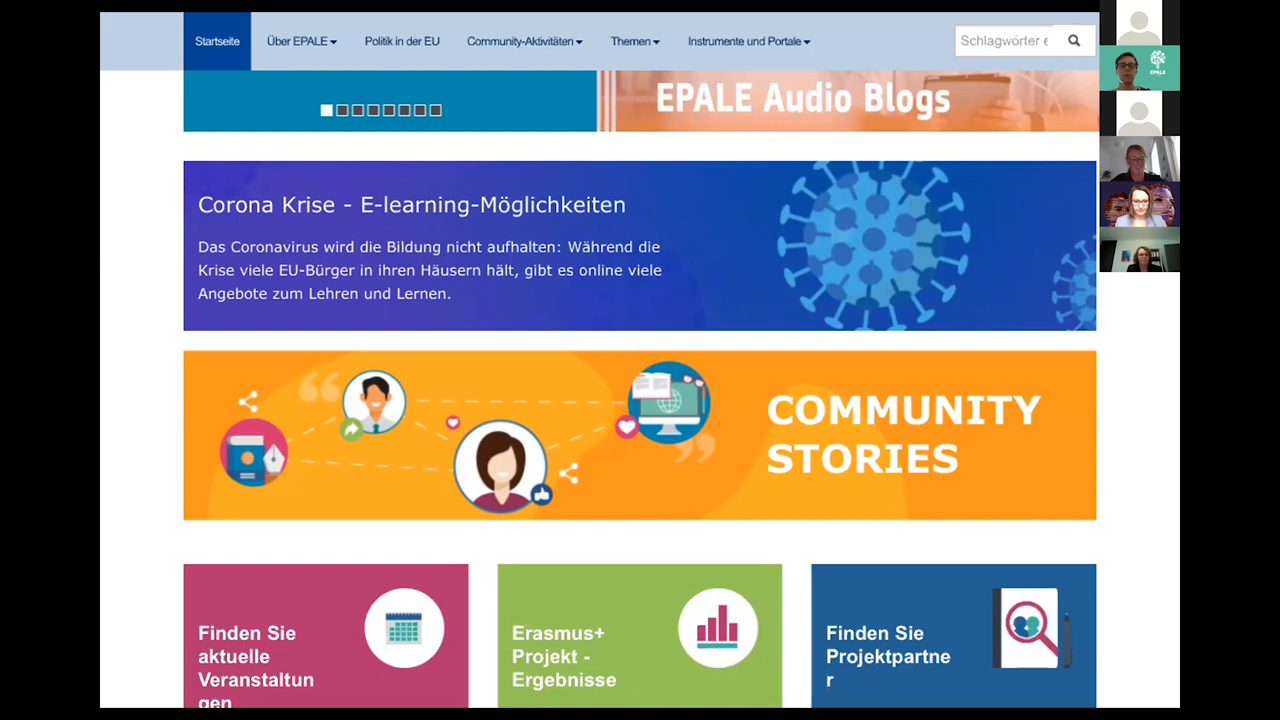 Startseite
Über EPALE
Politik in der EU
Community-Aktivitäten
Themen
Instrumente und Portale
Schlagwörter e
EPALE Audio Blogs
EPALE
Corona Krise - E-learning-Möglichkeiten
Das Coronavirus wird die Bildung nicht aufhalten: Während die
Krise viele EU-Bürger in ihren Häusern hält, gibt es online viele
Angebote zum Lehren und Lernen.
COMMUNITY
STORIES
Finden Sie
aktuelle
Veranstaltun
gen
Erasmus+
Projekt -
Ergebnisse
Finden Sie
Projektpartne
r